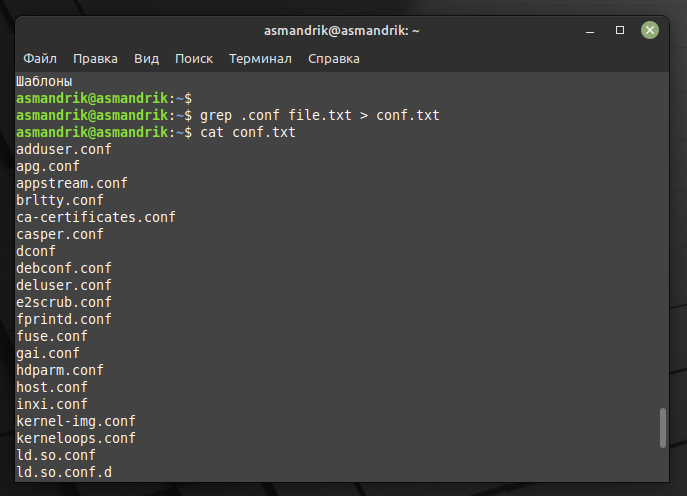 asmandrik@asmandrik: ~
Файл Правка Вид Поиск Терминал Справка
Шаблоны
asmandrik@asmandrik:~$
asmandrik@asmandrik:~$ grep .conf file.txt > conf.txt
asmandrik@asmandrik:~$ cat conf.txt
adduser.conf
apg.conf
appstream.conf
brltty.conf
ca-certificates.conf
casper.conf
dconf
debconf.conf
deluser.conf
e2scrub.conf
fprintd.conf
fuse.conf
gai.conf
hdparm.conf
host.conf
inxi.conf
kernel-img.conf
kerneloops.conf
ld.so.conf
ld.so.conf.d